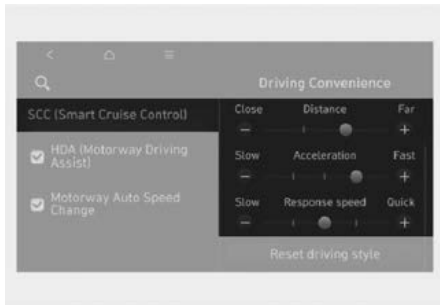 Driving Convenience
SCC (Smart Cruise Control)
HDA (Motorway Driving
Assist)
Motorway Auto Speed
Change
Close Distance Far
Slow Acceleration Fast
Slow Response speed Quick
Reset driving style